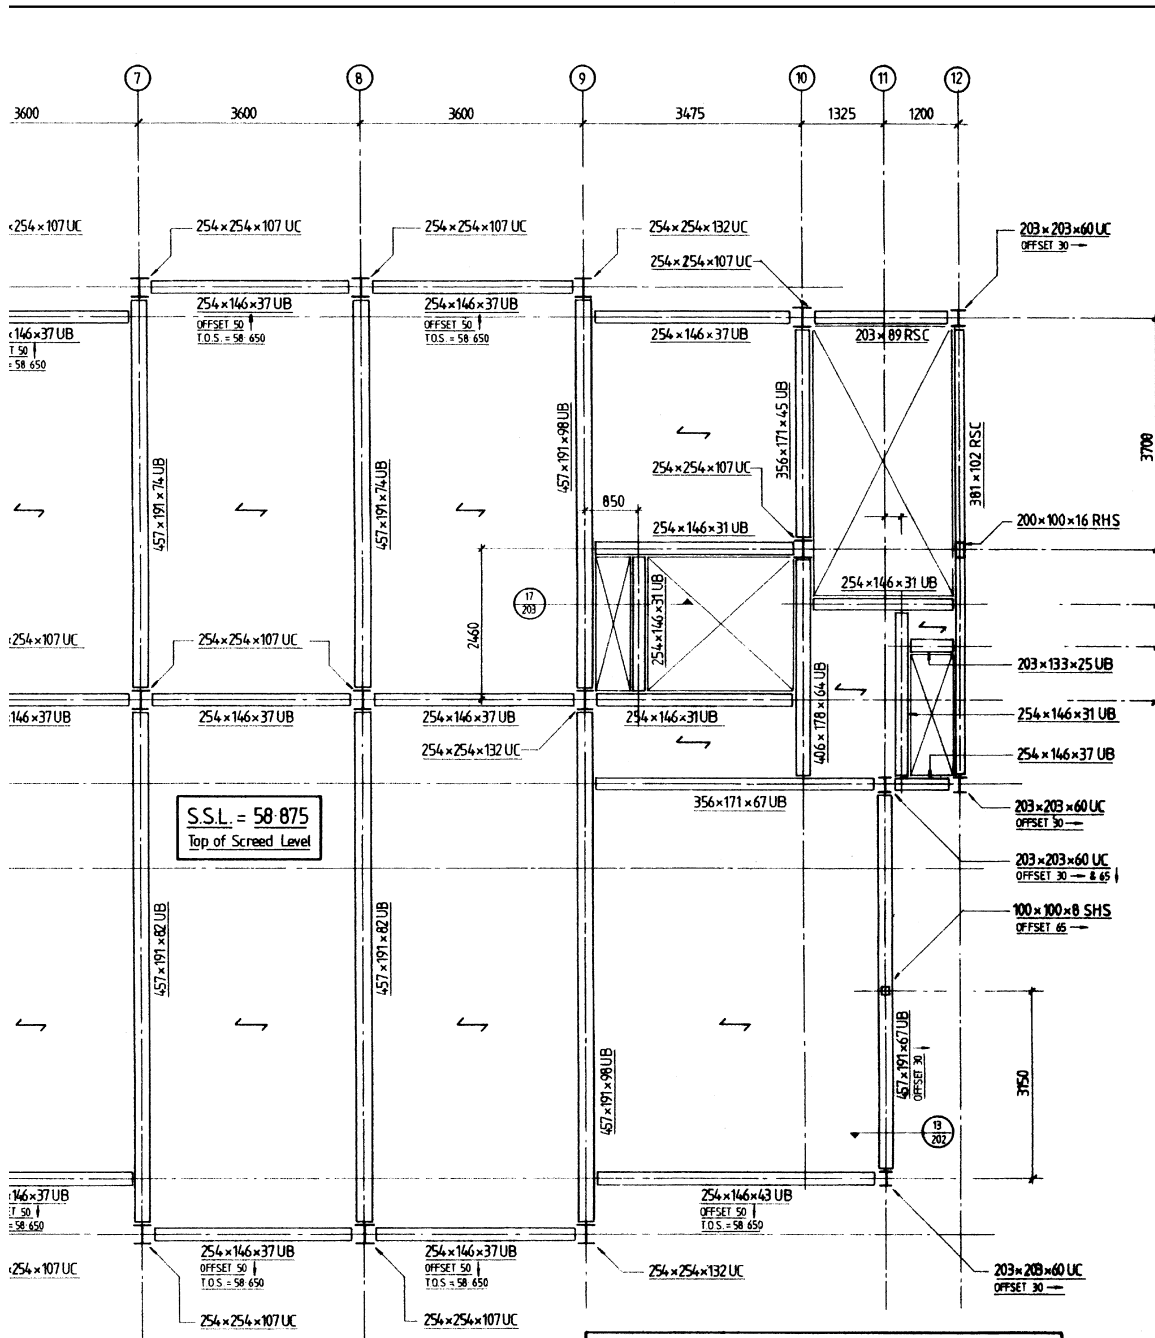 7 8 9 10 11 12
3600 3600 3600 3475 1325 1200
×254×107 UC
254×254×107 UC
254×254×107 UC
254×254×132 UC
203×203×60 UC
OFFSET 30
254×254×107 UC
254×146×37 UB
OFFSET 50
T.O.S. = 58·650
254×146×37 UB
OFFSET 50
T.O.S. = 58·650
×146×37 UB
ET 50
= 58·650
254×146×37 UB
203×89 RSC
457×191×74 UB
457×191×74 UB
457×191×98 UB
356×171×45 UB
381×102 RSC
3700
254×254×107 UC
850
254×146×31 UB
200×100×16 RHS
254×146×31 UB
17
203
2460
254×146×31 UB
×254×107 UC
254×254×107 UC
203×133×25 UB
406×178×64 UB
×146×37 UB
254×146×37 UB
254×146×37 UB
254×146×31UB
254×146×31 UB
254×254×132 UC
254×146×37 UB
S.S.L. = 58·875
Top of Screed Level
356×171×67 UB
203×203×60 UC
OFFSET 30
203×203×60 UC
OFFSET 30 & 65
100×100×8 SHS
OFFSET 65
457×191×82 UB
457×191×82 UB
457×191×98 UB
457×191×67 UB
OFFSET 30
3150
13
202
×146×37 UB
ET 50
= 58·650
254×146×43 UB
OFFSET 50
T.O.S. = 58·650
254×146×37 UB
OFFSET 50
T.O.S. = 58·650
254×146×37 UB
OFFSET 50
T.O.S. = 58·650
×254×107 UC
254×254×132 UC
203×203×60 UC
OFFSET 30
254×254×107 UC
254×254×107 UC